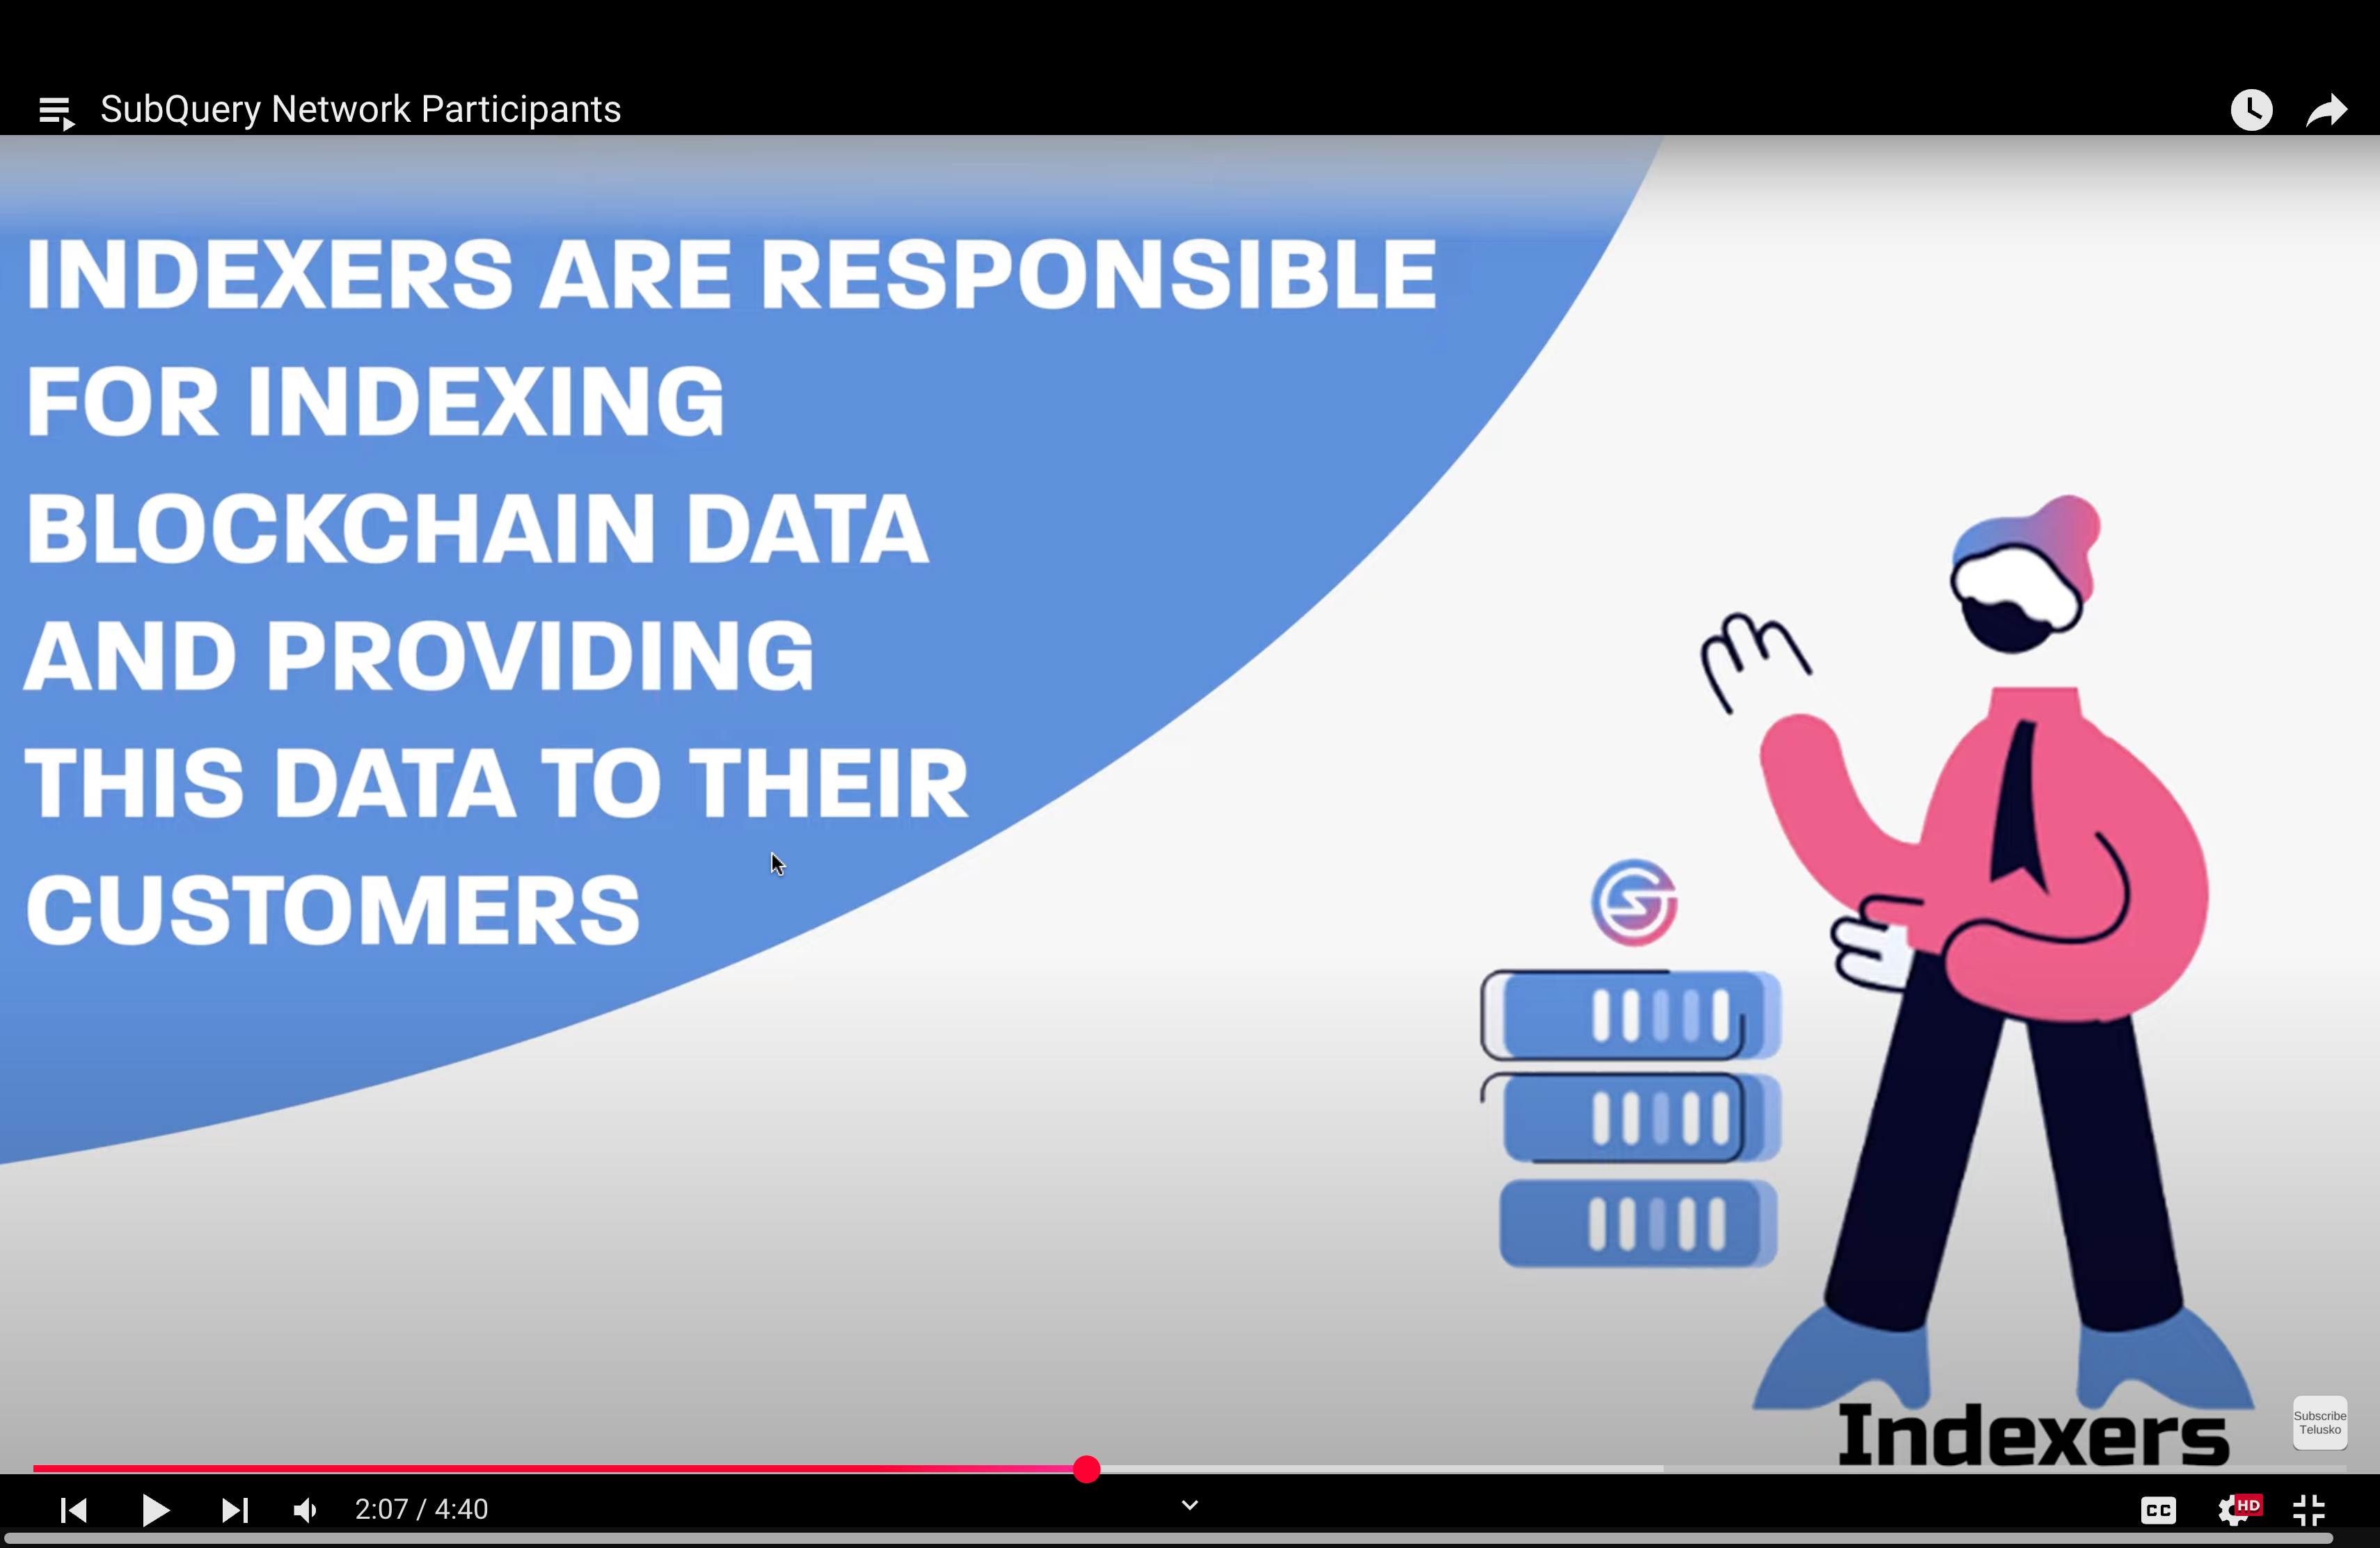 SubQuery Network Participants
INDEXERS ARE RESPONSIBLE
FOR INDEXING
BLOCKCHAIN DATA
AND PROVIDING
THIS DATA TO THEIR
CUSTOMERS
Indexers
Subscribe
Telusko
2:07 / 4:40
CC
HD